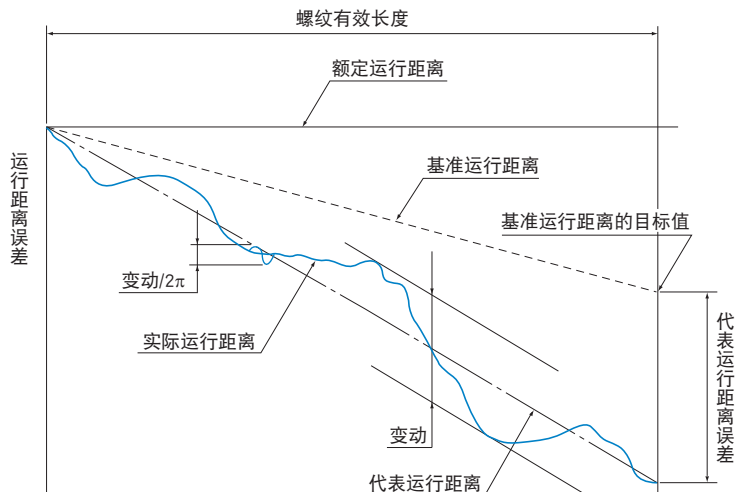 螺纹有效长度
额定运行距离
运行距离误差
基准运行距离
基准运行距离的目标值
变动/2π
实际运行距离
代表运行距离误差
变动
代表运行距离